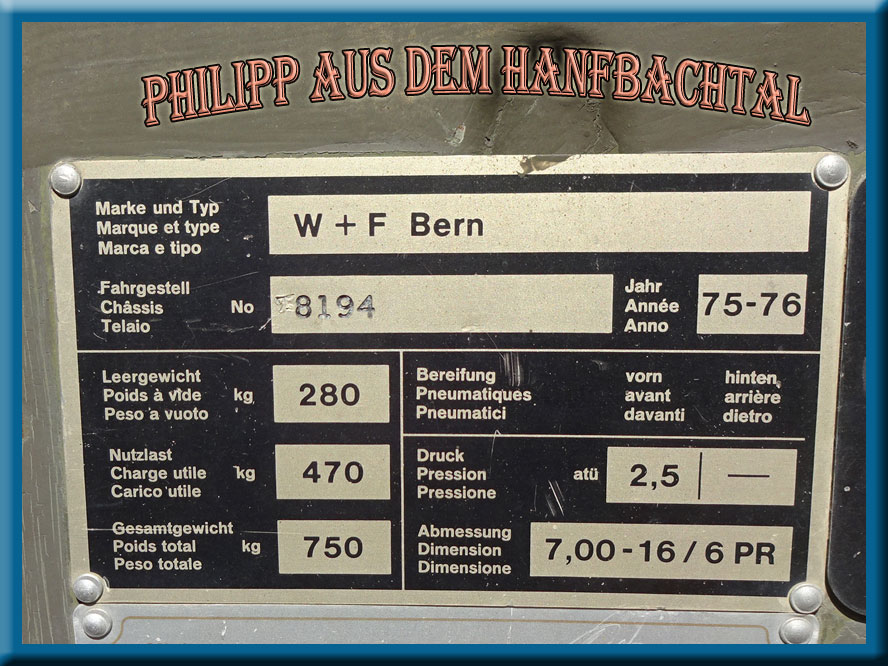 PHILIPP AUS DEM HANFBACHTAL
Marke und Typ
Marque et type
Marca e tipo
W + F Bern
Fahrgestell
Châssis No
Telaio
8194
Jahr
Année
Anno
75-76
Leergewicht
Poids à vide kg
Peso a vuoto
280
Nutzlast
Charge utile kg
Carico utile
470
Gesamtgewicht
Poids total kg
Peso totale
750
Bereifung vorn hinten
Pneumatiques avant arrière
Pneumatici davanti dietro
Druck
Pression atü
Pressione
2,5 | —
Abmessung
Dimension
Dimensione
7,00-16 / 6 PR